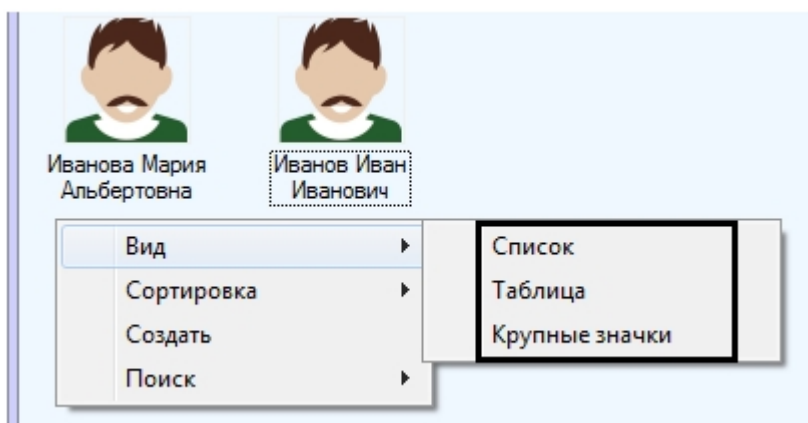 Иванова Мария
Альбертовна
Иванов Иван
Иванович
Вид
Сортировка
Создать
Поиск
Список
Таблица
Крупные значки